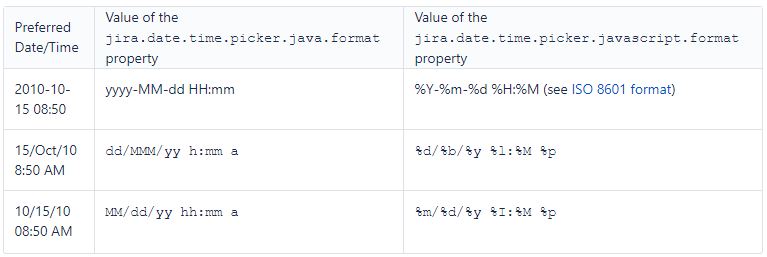 Preferred
Date/Time
Value of the
jira.date.time.picker.java.format
property
Value of the
jira.date.time.picker.javascript.format
property
2010-10-
15 08:50
yyyy-MM-dd HH:mm
%Y-%m-%d %H:%M (see ISO 8601 format)
15/Oct/10
8:50 AM
dd/MMM/yy h:mm a
%d/%b/%y %l:%M %p
10/15/10
08:50 AM
MM/dd/yy hh:mm a
%m/%d/%y %I:%M %p